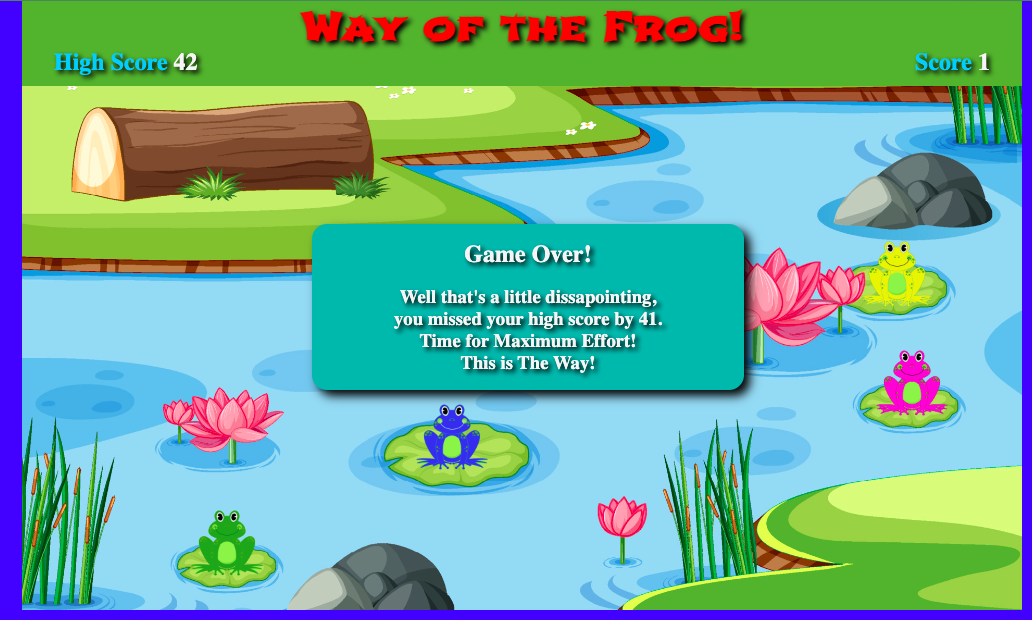 Way of the Frog!
High Score 42
Score 1
Game Over!
Well that's a little dissapointing,
you missed your high score by 41.
Time for Maximum Effort!
This is The Way!